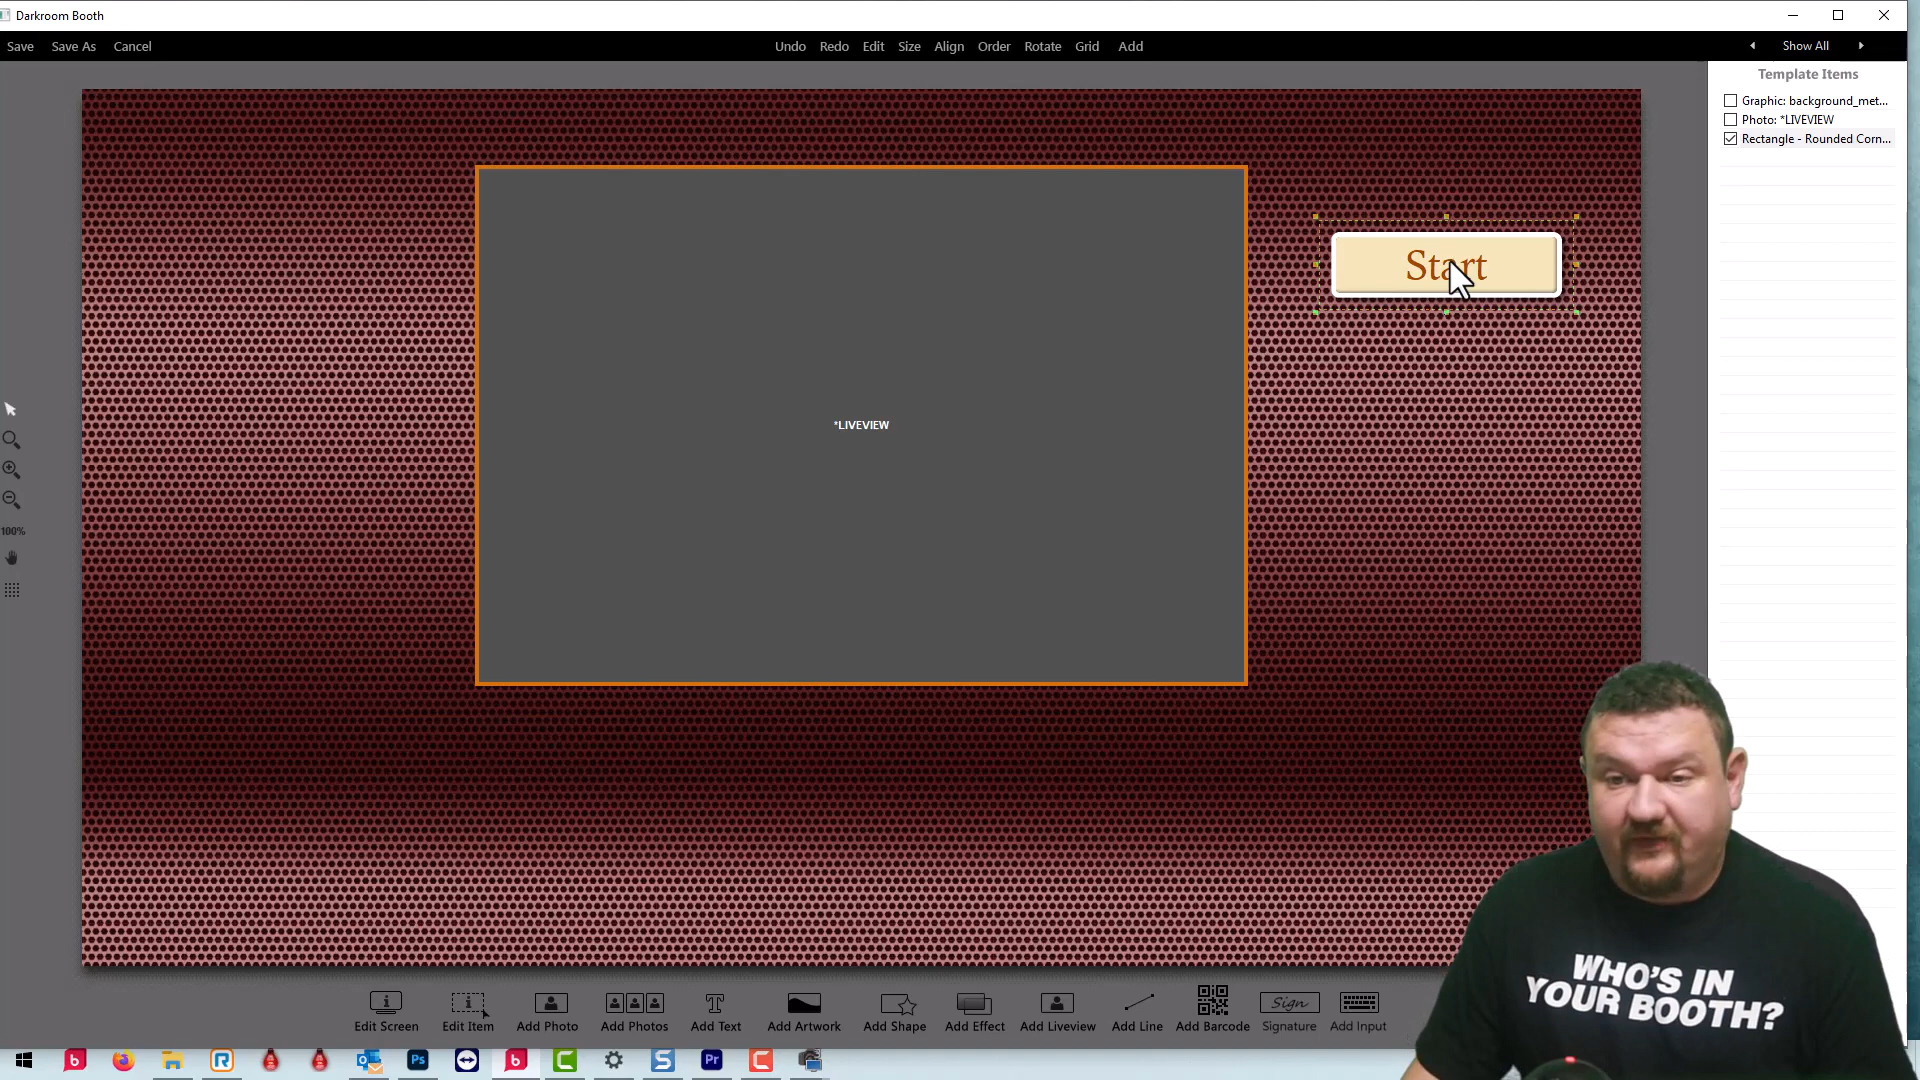 Darkroom Booth
Save Save As Cancel Undo Redo Edit Size Align Order Rotate Grid Add Show All
Template Items
Graphic: background_met...
Photo: *LIVEVIEW
Rectangle - Rounded Corn...
Start
*LIVEVIEW
100%
WHO'S IN
YOUR BOOTH?
Sign
Edit Screen Edit Item Add Photo Add Photos Add Text Add Artwork Add Shape Add Effect Add Liveview Add Line Add Barcode Signature Add Input
b R Ps b C S Pr C